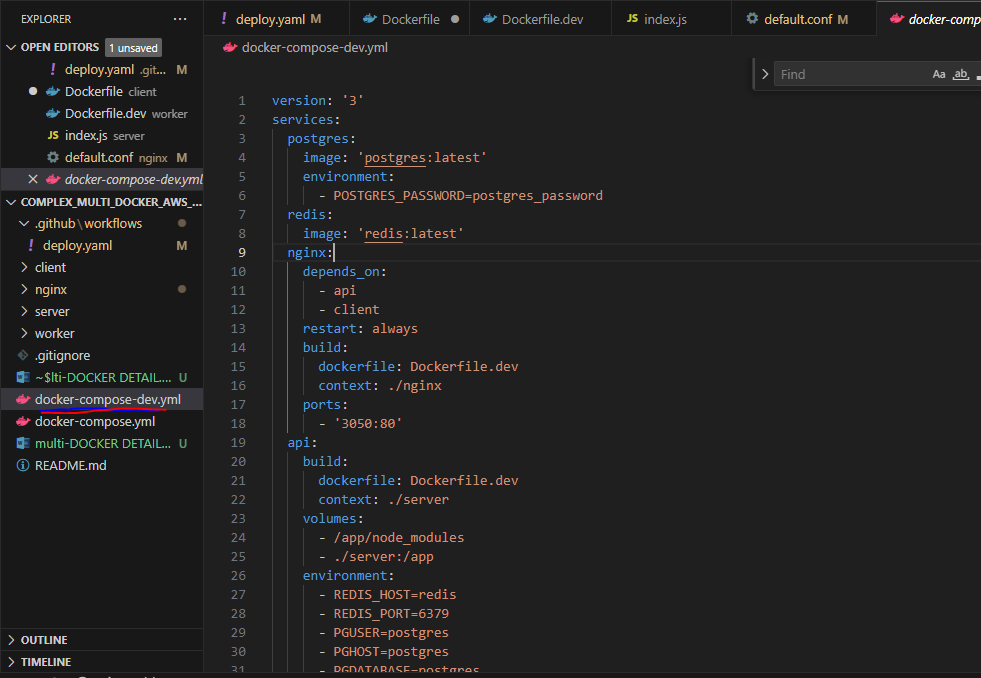 EXPLORER
OPEN EDITORS 1 unsaved
deploy.yaml .git... M
Dockerfile client
Dockerfile.dev worker
JS index.js server
default.conf nginx M
docker-compose-dev.yml
COMPLEX_MULTI_DOCKER_AWS_...
.github\workflows
deploy.yaml M
client
nginx
server
worker
.gitignore
~$lti-DOCKER DETAIL.... U
docker-compose-dev.yml
docker-compose.yml
multi-DOCKER DETAIL... U
README.md
OUTLINE
TIMELINE
deploy.yaml M
Dockerfile
Dockerfile.dev
JS index.js
default.conf M
docker-comp
docker-compose-dev.yml
Find Aa ab
1 version: '3'
2 services:
3 postgres:
4 image: 'postgres:latest'
5 environment:
6 - POSTGRES_PASSWORD=postgres_password
7 redis:
8 image: 'redis:latest'
9 nginx:
10 depends_on:
11 - api
12 - client
13 restart: always
14 build:
15 dockerfile: Dockerfile.dev
16 context: ./nginx
17 ports:
18 - '3050:80'
19 api:
20 build:
21 dockerfile: Dockerfile.dev
22 context: ./server
23 volumes:
24 - /app/node_modules
25 - ./server:/app
26 environment:
27 - REDIS_HOST=redis
28 - REDIS_PORT=6379
29 - PGUSER=postgres
30 - PGHOST=postgres
31 - PGDATABASE=postgres